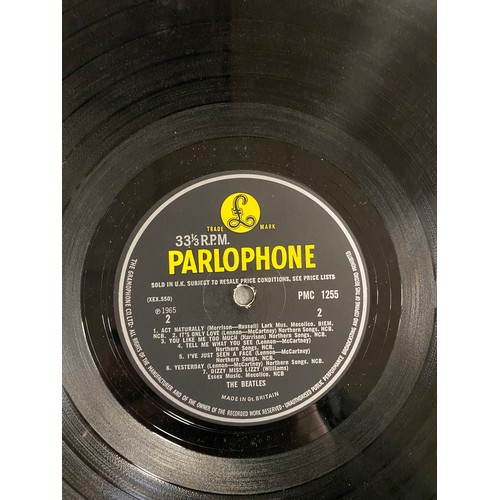 £
TRADE MARK
33⅓ R.P.M.
PARLOPHONE
SOLD IN U.K. SUBJECT TO RESALE PRICE CONDITIONS, SEE PRICE LISTS
(XEX.550)
PMC 1255
℗1965
2
2
1. ACT NATURALLY (Morrison—Russell) Lark Mus. Mecolico. BIEM,
NCB. 2. IT'S ONLY LOVE (Lennon—McCartney) Northern Songs, NCB.
3. YOU LIKE ME TOO MUCH (Harrison) Northern Songs, NCB.
4. TELL ME WHAT YOU SEE (Lennon—McCartney)
Northern Songs, NCB.
5. I'VE JUST SEEN A FACE (Lennon—McCartney)
Northern Songs, NCB.
6. YESTERDAY (Lennon—McCartney) Northern Songs, NCB.
7. DIZZY MISS LIZZY (Williams)
Essex Music. Mecolico. NCB.
THE BEATLES
MADE IN GT. BRITAIN
THE GRAMOPHONE CO. LTD. ALL RIGHTS OF THE MANUFACTURER AND OF THE OWNER OF THE RECORDED WORK RESERVED. UNAUTHORISED PUBLIC PERFORMANCE, BROADCASTING AND COPYING OF THIS RECORD PROHIBITED